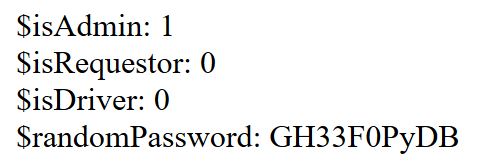 $isAdmin: 1
$isRequestor: 0
$isDriver: 0
$randomPassword: GH33F0PyDB